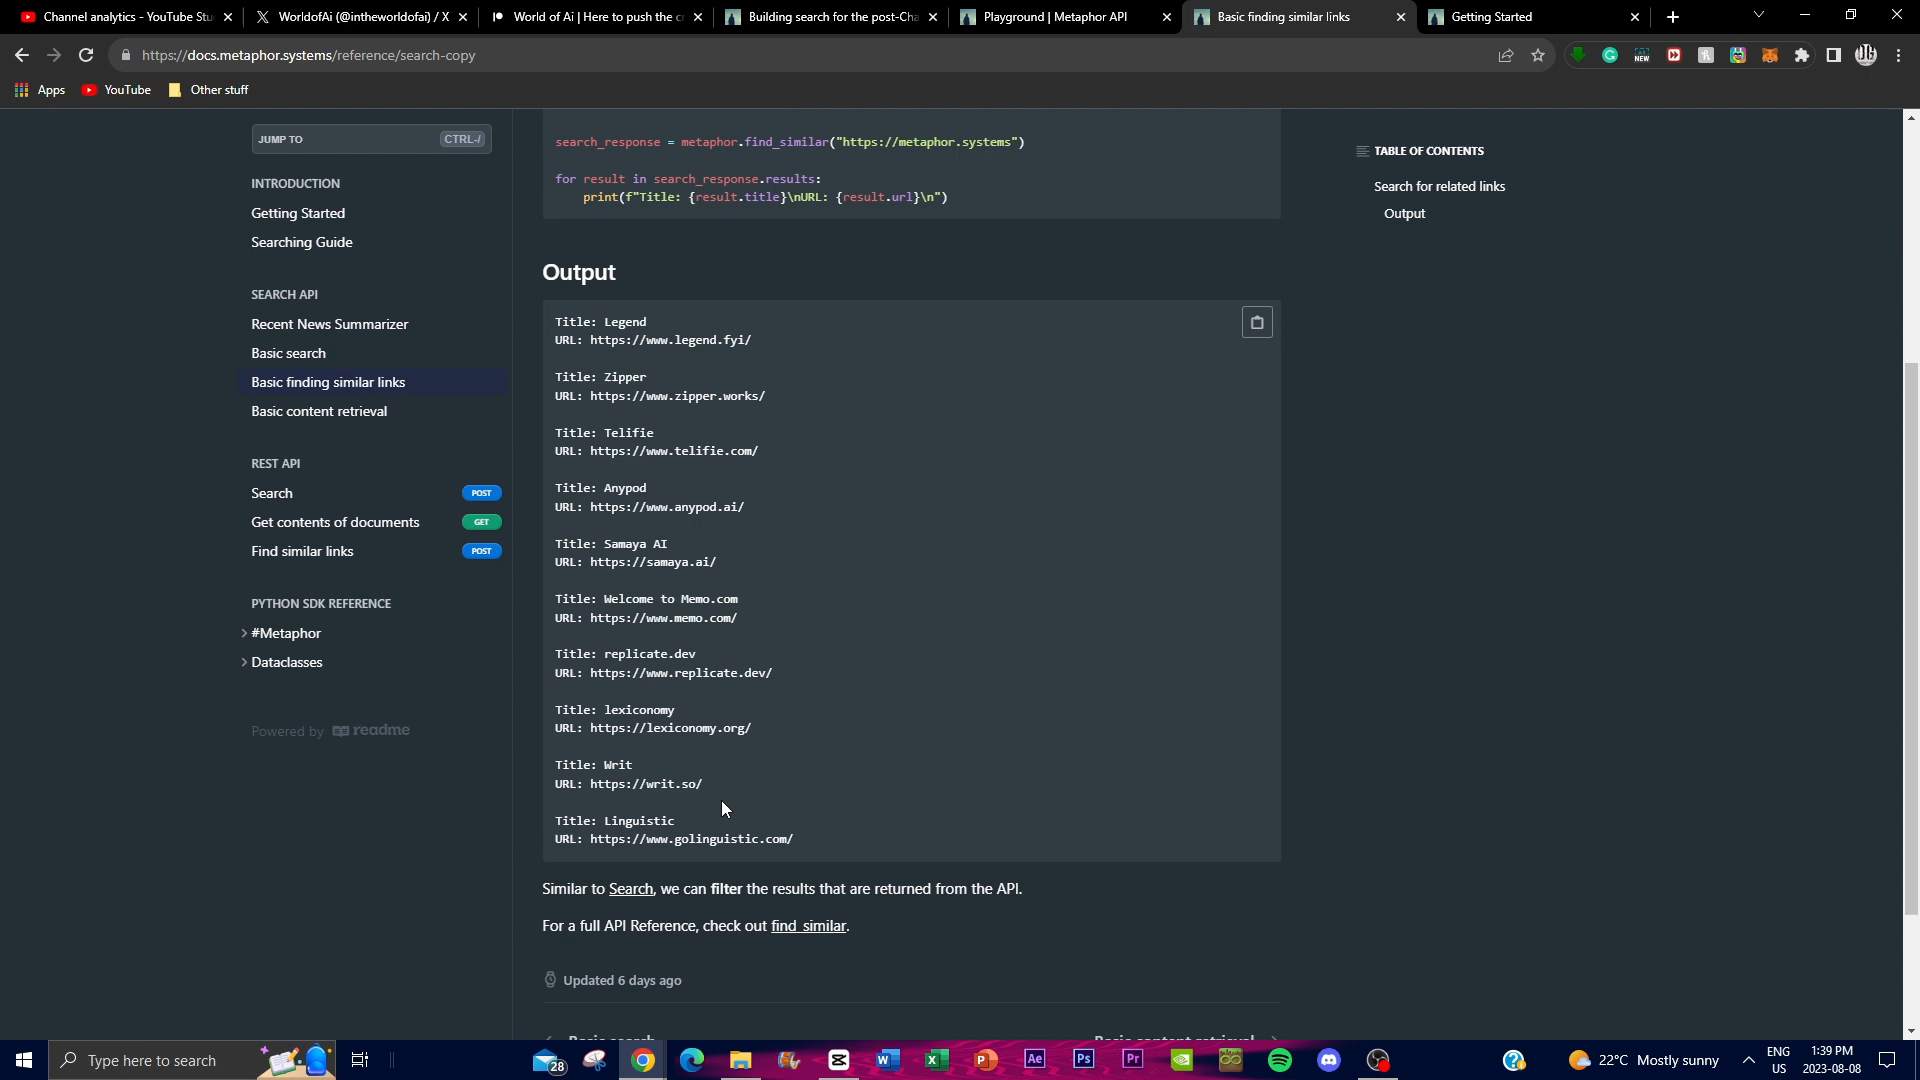 Channel analytics - YouTube Stu
WorldofAi (@intheworldofai) / X
World of Ai | Here to push the cr
Building search for the post-Cha
Playground | Metaphor API
Basic finding similar links
Getting Started
https://docs.metaphor.systems/reference/search-copy
Apps
YouTube
Other stuff
JUMP TO
CTRL-/
INTRODUCTION
Getting Started
Searching Guide
SEARCH API
Recent News Summarizer
Basic search
Basic finding similar links
Basic content retrieval
REST API
Search POST
Get contents of documents GET
Find similar links POST
PYTHON SDK REFERENCE
#Metaphor
Dataclasses
Powered by readme
search_response = metaphor.find_similar("https://metaphor.systems")
for result in search_response.results:
print(f"Title: {result.title}\nURL: {result.url}\n")
Output
Title: Legend
URL: https://www.legend.fyi/
Title: Zipper
URL: https://www.zipper.works/
Title: Telifie
URL: https://www.telifie.com/
Title: Anypod
URL: https://www.anypod.ai/
Title: Samaya AI
URL: https://samaya.ai/
Title: Welcome to Memo.com
URL: https://www.memo.com/
Title: replicate.dev
URL: https://www.replicate.dev/
Title: lexiconomy
URL: https://lexiconomy.org/
Title: Writ
URL: https://writ.so/
Title: Linguistic
URL: https://www.golinguistic.com/
Similar to Search, we can filter the results that are returned from the API.
For a full API Reference, check out find_similar.
Updated 6 days ago
Basic search
Basic content retrieval
TABLE OF CONTENTS
Search for related links
Output
Type here to search
28
Ae
Ps
Pr
22°C Mostly sunny
ENG
US
1:39 PM
2023-08-08